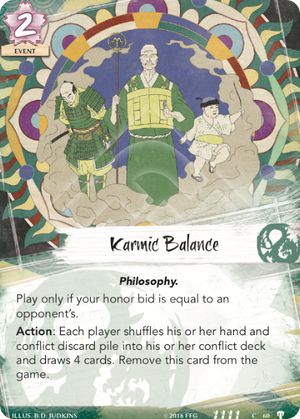 2
EVENT
Karmic Balance
Philosophy.
Play only if your honor bid is equal to an
opponent's.
Action: Each player shuffles his or her hand and
conflict discard pile into his or her conflict deck
and draws 4 cards. Remove this card from the
game.
ILLUS. B.D. JUDKINS ©2018 FFG 1111 C 60